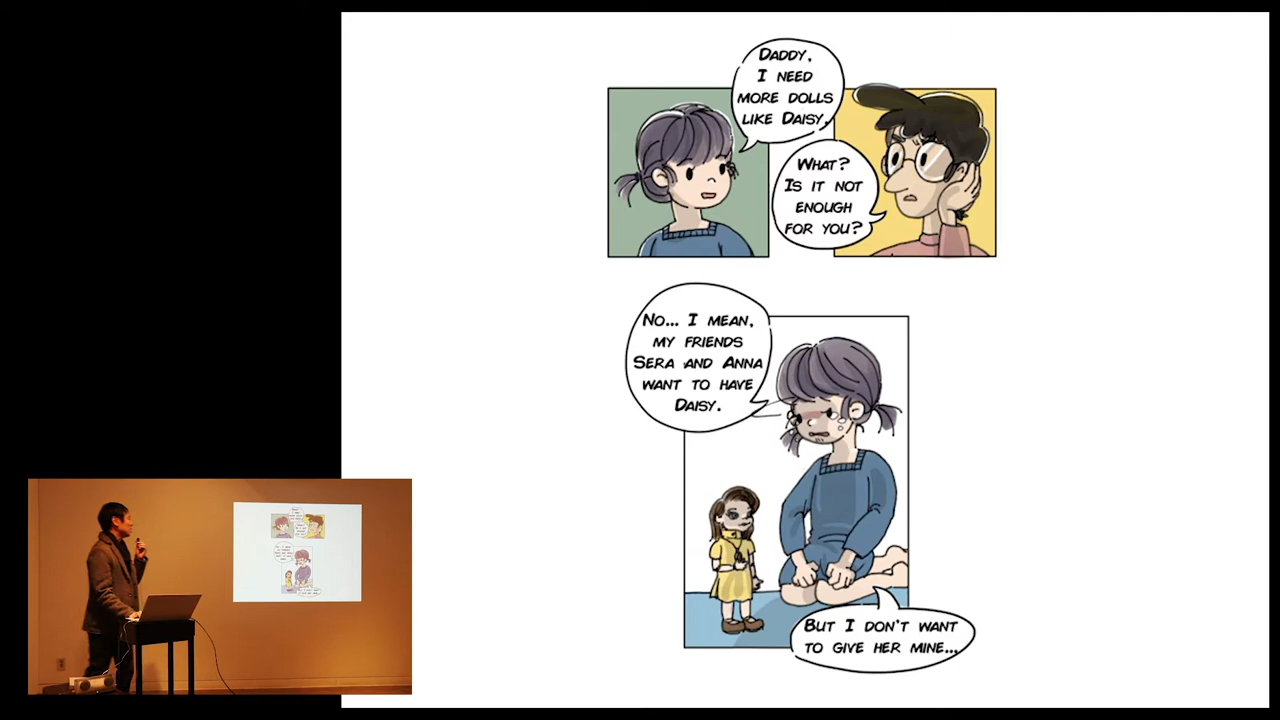 DADDY,
I NEED
MORE DOLLS
LIKE DAISY.
WHAT?
IS IT NOT
ENOUGH
FOR YOU?
NO... I MEAN,
MY FRIENDS
SERA AND ANNA
WANT TO HAVE
DAISY.
BUT I DON'T WANT
TO GIVE HER MINE...